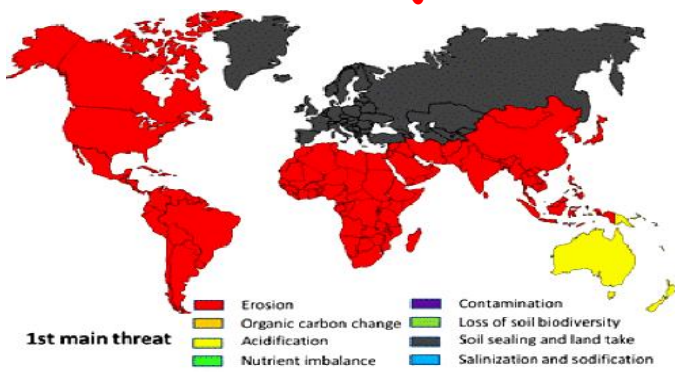 Erosion
Organic carbon change
1st main threat
Acidification
Nutrient imbalance
Contamination
Loss of soil biodiversity
Soil sealing and land take
Salinization and sodification